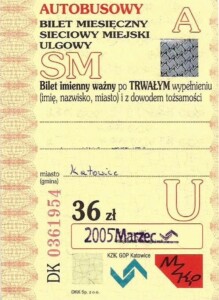 AUTOBUSOWY
BILET MIESIĘCZNY
SIECIOWY MIEJSKI
ULGOWY
A
SM
Bilet imienny ważny po TRWAŁYM wypełnieniu
(imię, nazwisko, miasto) i z dowodem tożsamości
miasto
(gmina)
Katowice
DK 0361954
36 zł
U
2005 Marzec
KZK GOP Katowice
MZKP